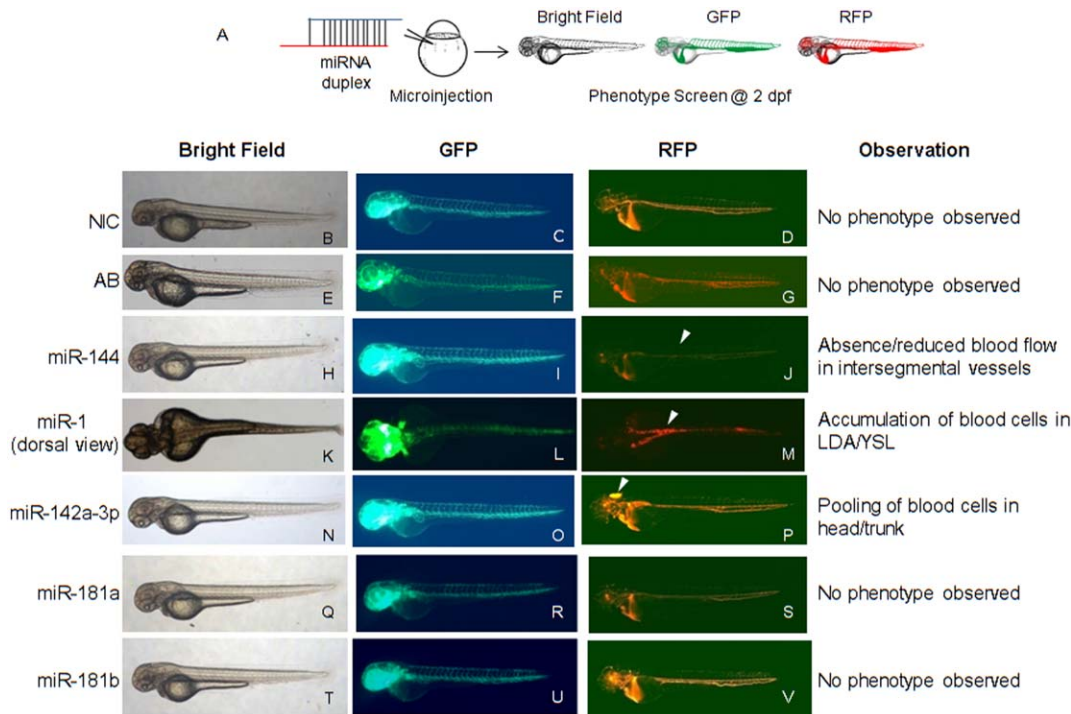 A
miRNA
duplex
Microinjection
Bright Field
GFP
RFP
Phenotype Screen @ 2 dpf
Bright Field
GFP
RFP
Observation
NIC
B
C
D
No phenotype observed
AB
E
F
G
No phenotype observed
miR-144
H
I
J
Absence/reduced blood flow
in intersegmental vessels
miR-1
(dorsal view)
K
L
M
Accumulation of blood cells in
LDA/YSL
miR-142a-3p
N
O
P
Pooling of blood cells in
head/trunk
miR-181a
Q
R
S
No phenotype observed
miR-181b
T
U
V
No phenotype observed